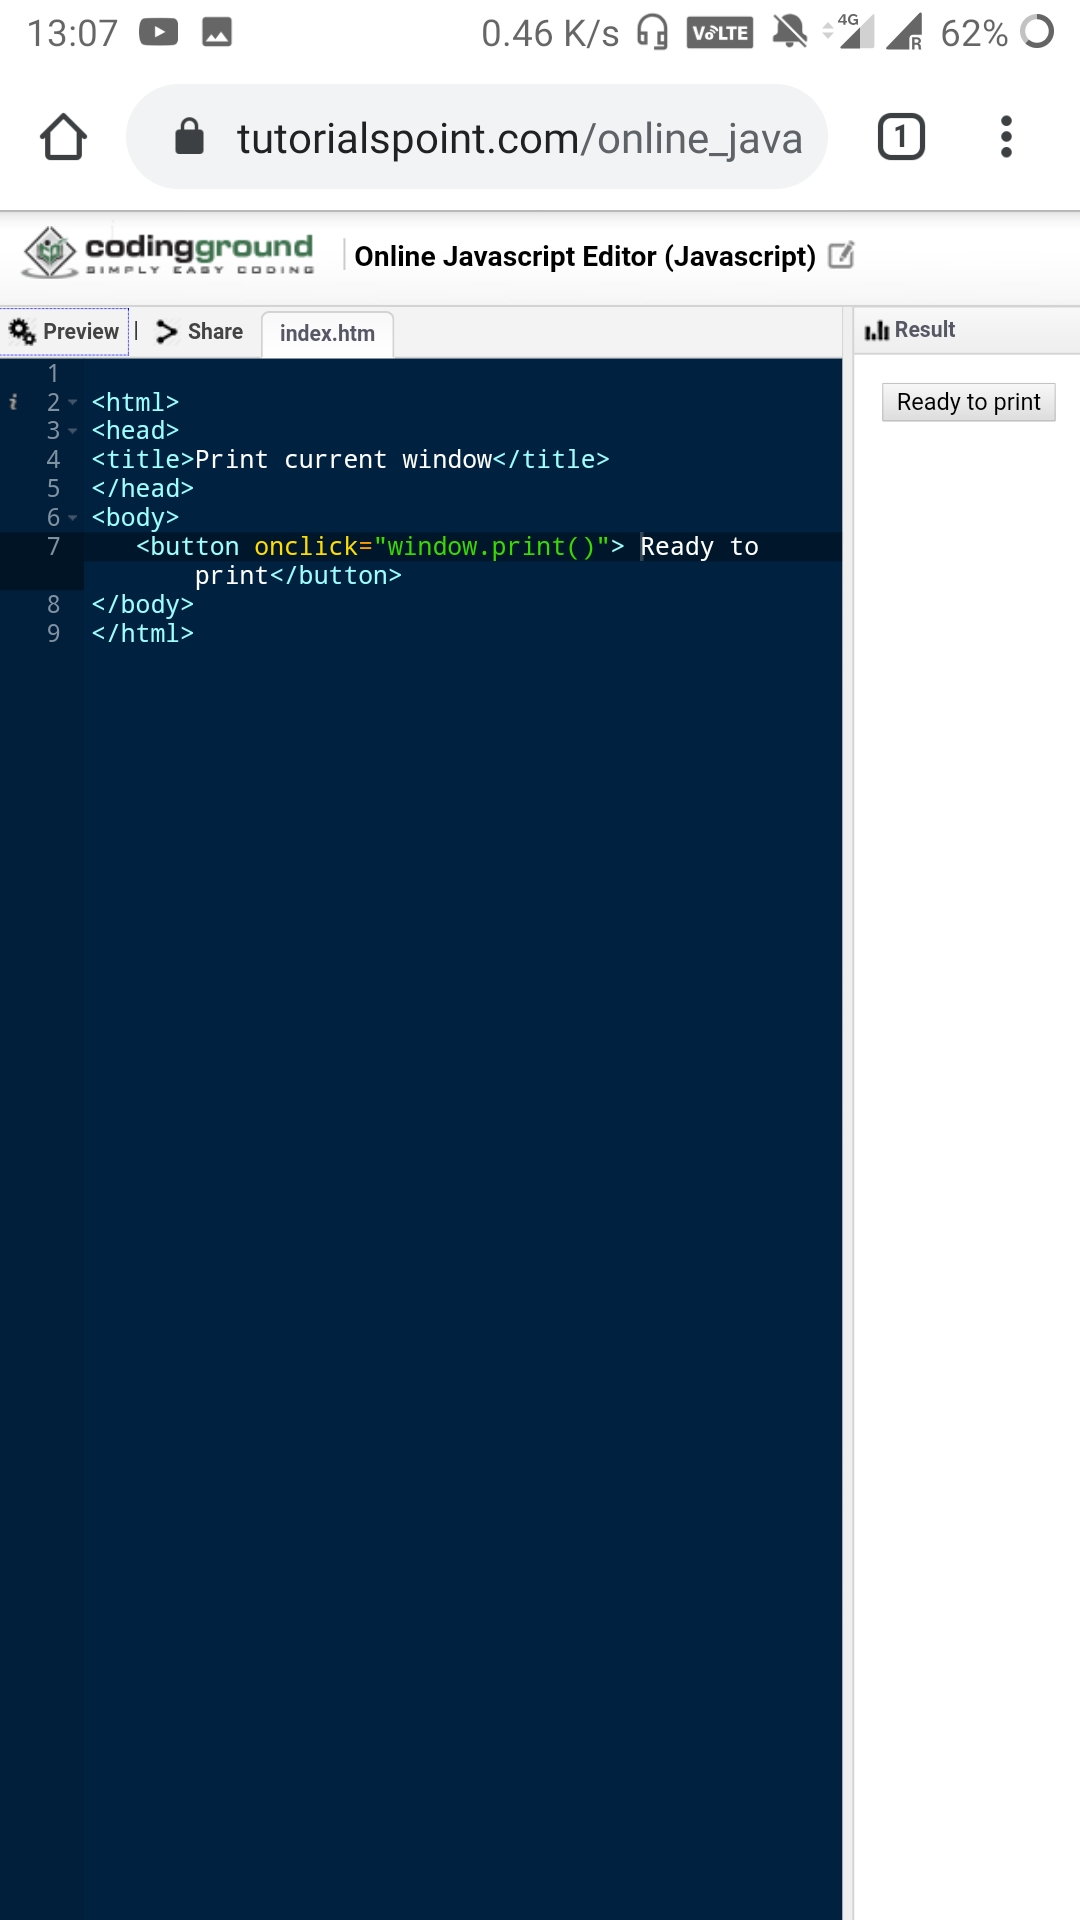 13:07 0.46 K/s VoLTE 4G R 62%
tutorialspoint.com/online_java 1
codingground
SIMPLY EASY CODING
Online Javascript Editor (Javascript)
Preview | Share index.htm Result
1
i 2 <html>
3 <head>
4 <title>Print current window</title>
5 </head>
6 <body>
7 <button onclick="window.print()"> Ready to
print</button>
8 </body>
9 </html>
Ready to print